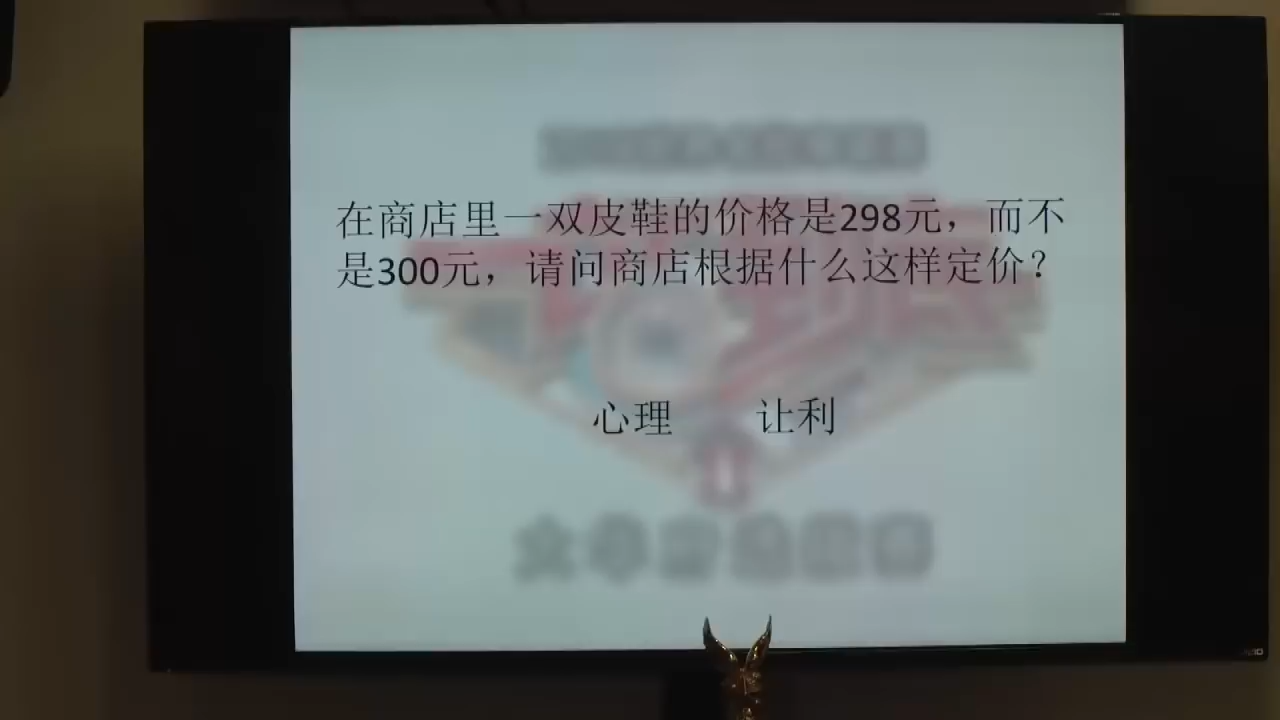 在商店里一双皮鞋的价格是298元，而不
是300元，请问商店根据什么这样定价？
心理 让利